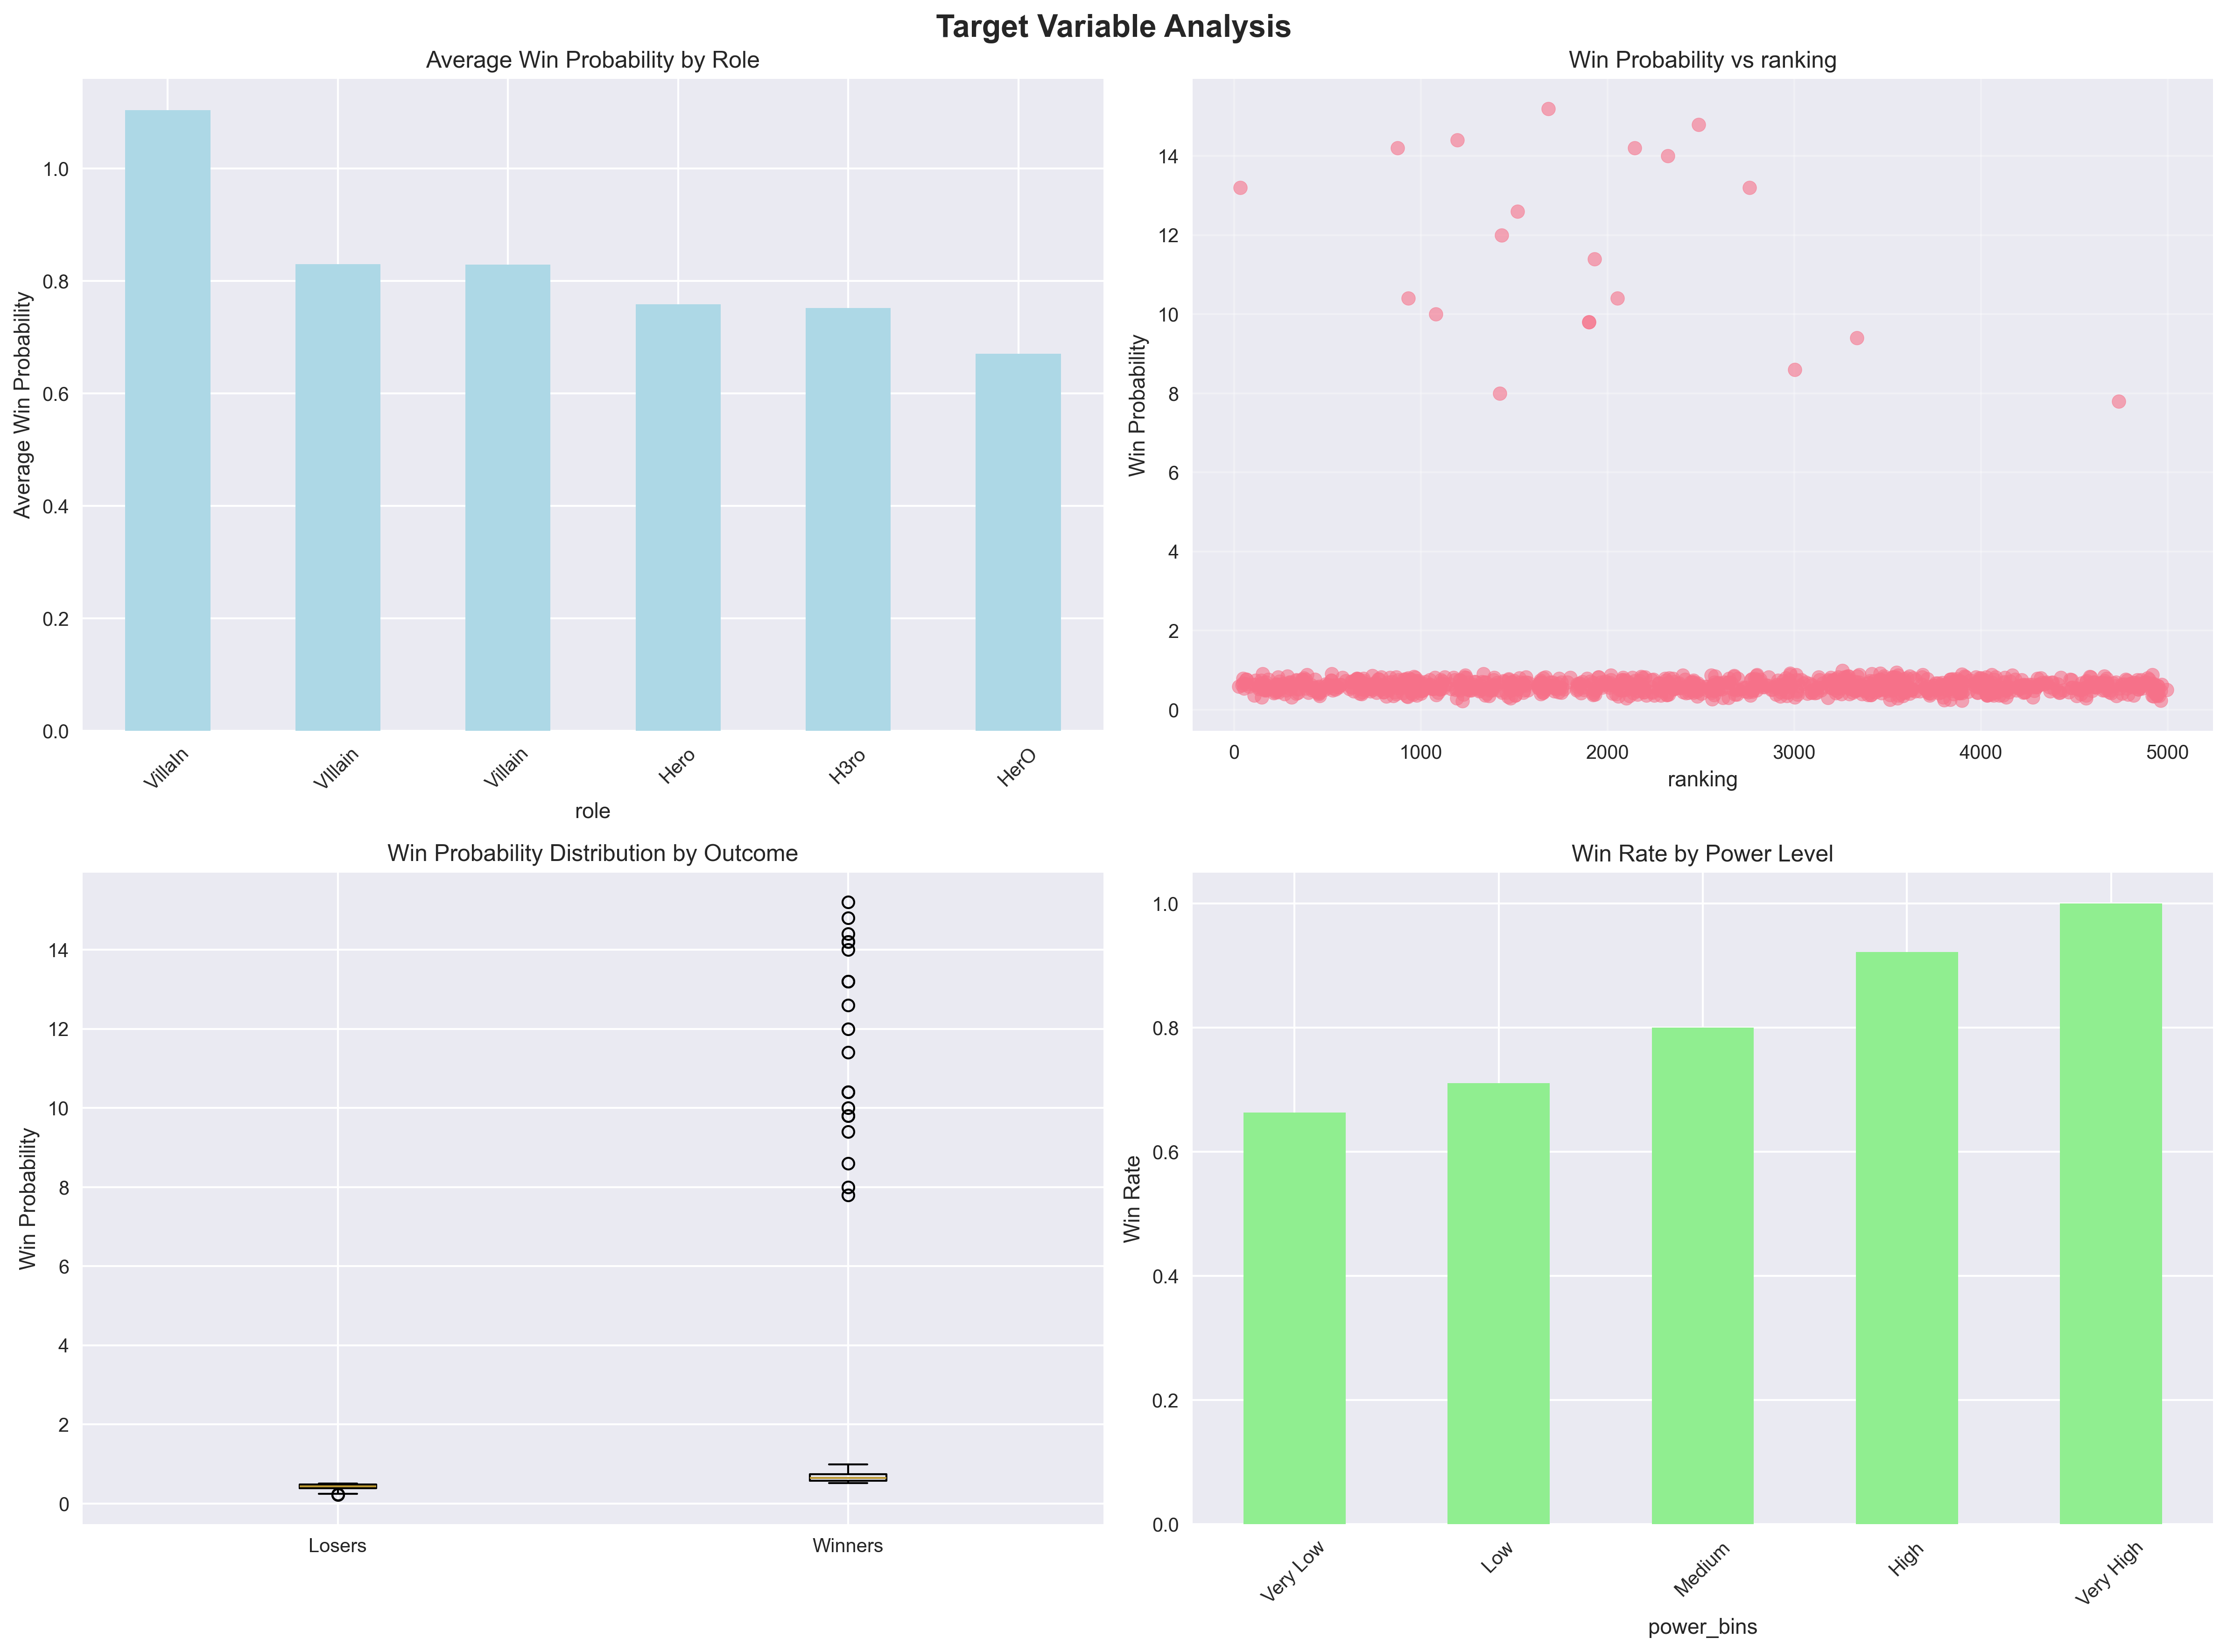 Target Variable Analysis
Average Win Probability by Role
Average Win Probability
1.0
0.8
0.6
0.4
0.2
0.0
VillaIn
VIllain
Villain
Hero
H3ro
HerO
role
Win Probability vs ranking
Win Probability
14
12
10
8
6
4
2
0
0
1000
2000
3000
4000
5000
ranking
Win Probability Distribution by Outcome
Win Probability
14
12
10
8
6
4
2
0
Losers
Winners
Win Rate by Power Level
Win Rate
1.0
0.8
0.6
0.4
0.2
0.0
Very Low
Low
Medium
High
Very High
power_bins